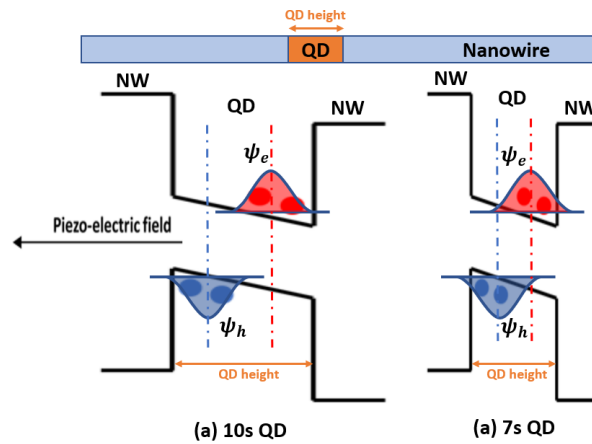 QD height
QD
Nanowire
NW
QD
NW
NW
QD
NW
ψe
ψe
Piezo-electric field
ψh
ψh
QD height
QD height
(a) 10s QD
(a) 7s QD